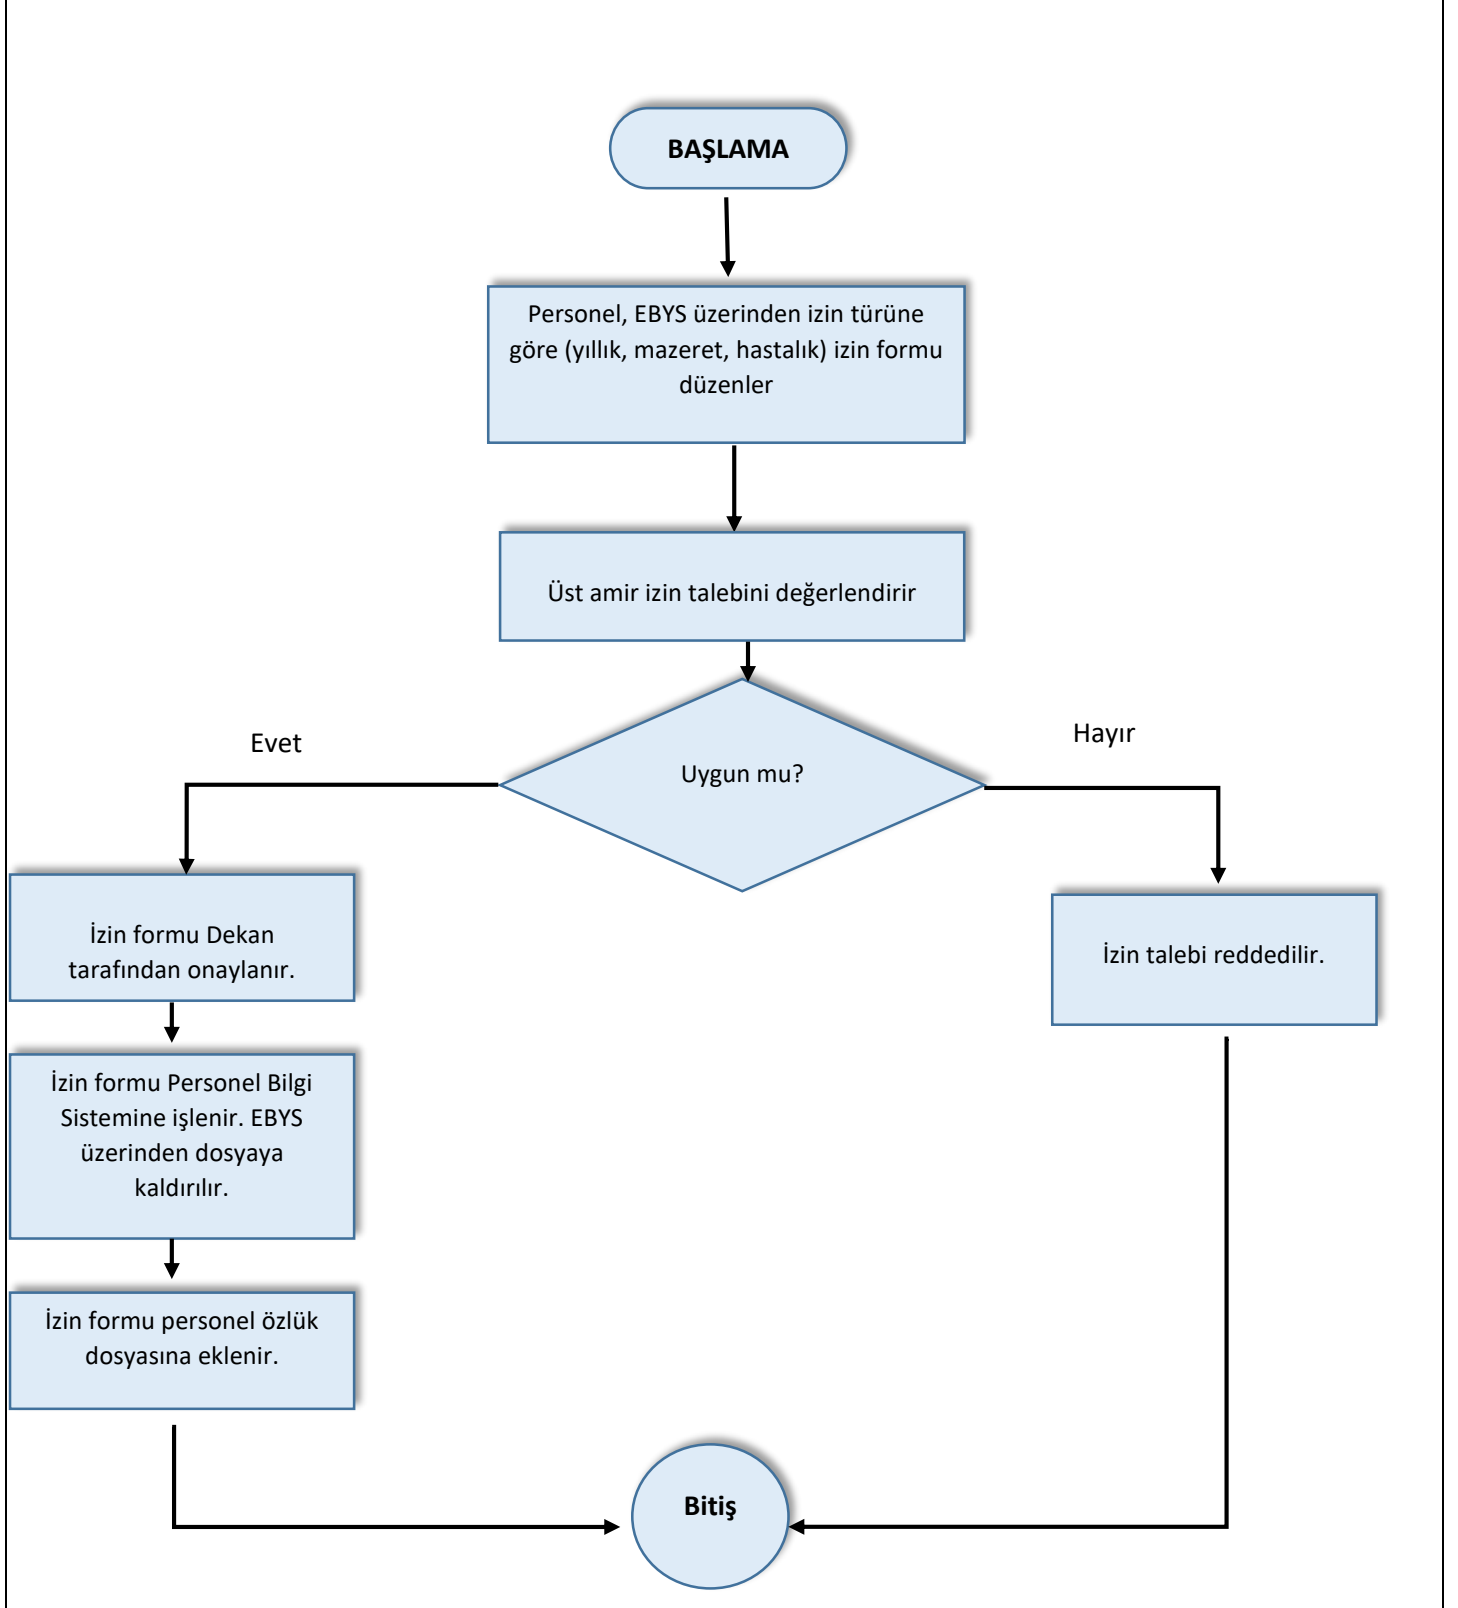 BAŞLAMA
Personel, EBYS üzerinden izin türüne
göre (yıllık, mazeret, hastalık) izin formu
düzenler
Üst amir izin talebini değerlendirir
Uygun mu?
Evet
Hayır
İzin formu Dekan
tarafından onaylanır.
İzin talebi reddedilir.
İzin formu Personel Bilgi
Sistemine işlenir. EBYS
üzerinden dosyaya
kaldırılır.
İzin formu personel özlük
dosyasına eklenir.
Bitiş